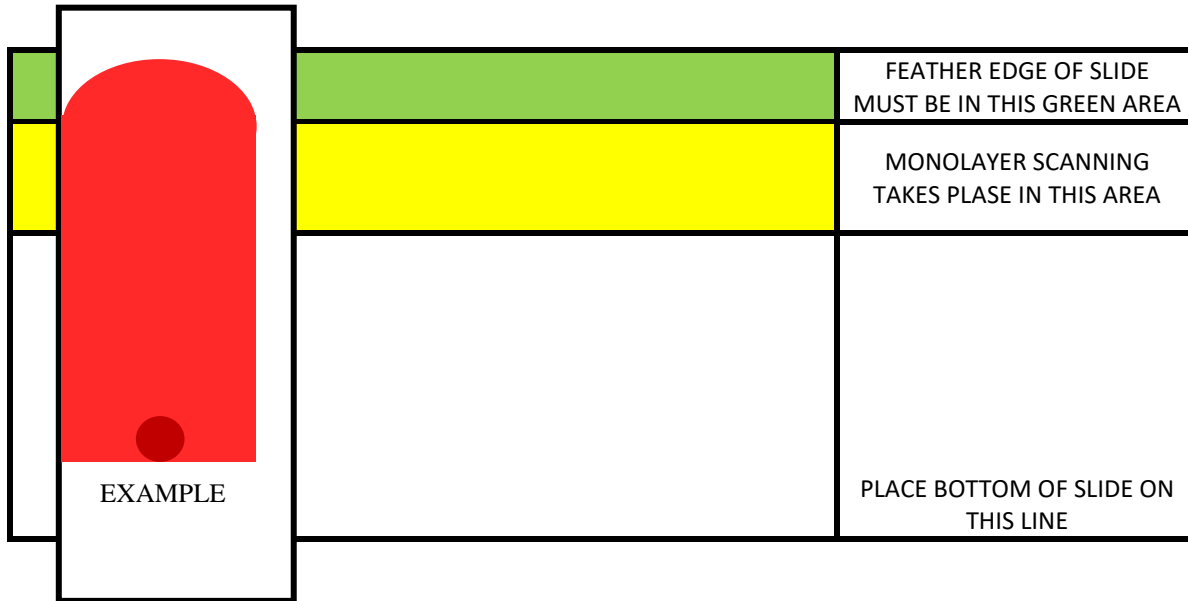 FEATHER EDGE OF SLIDE
MUST BE IN THIS GREEN AREA
MONOLAYER SCANNING
TAKES PLASE IN THIS AREA
EXAMPLE
PLACE BOTTOM OF SLIDE ON
THIS LINE